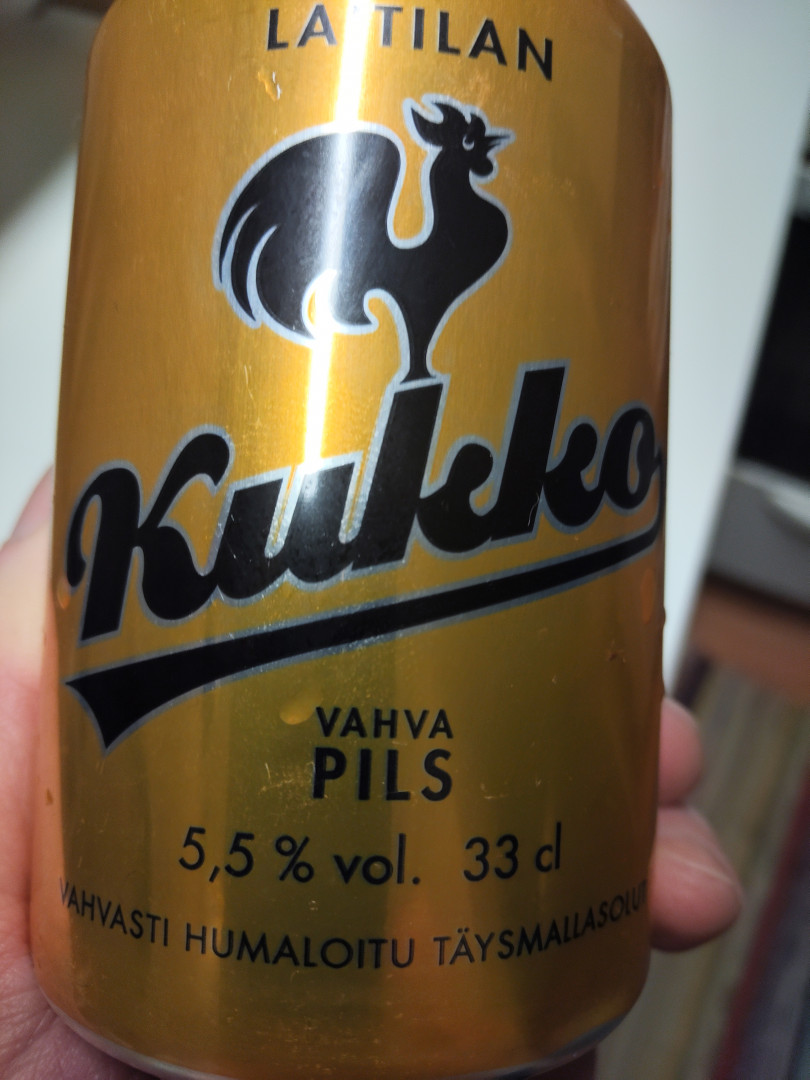 LAITILAN
Kukko
VAHVA
PILS
5,5 % vol. 33 cl
VAHVASTI HUMALOITU TÄYSMALLASOLUT